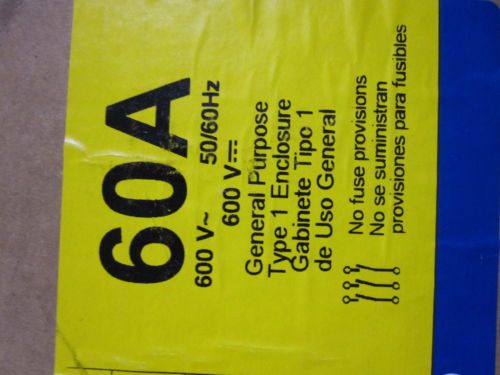 60A
600 V~ 50/60Hz
600 V⎓
General Purpose
Type 1 Enclosure
Gabinete Tipo 1
de Uso General
No fuse provisions
No se suministran
provisiones para fusibles